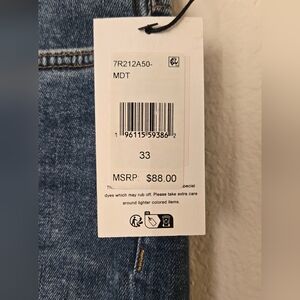 7R212A50-
MDT
1 96115 59386 2
33
MSRP $88.00
special
dyes which may rub off. Please take extra care
around lighter colored items.